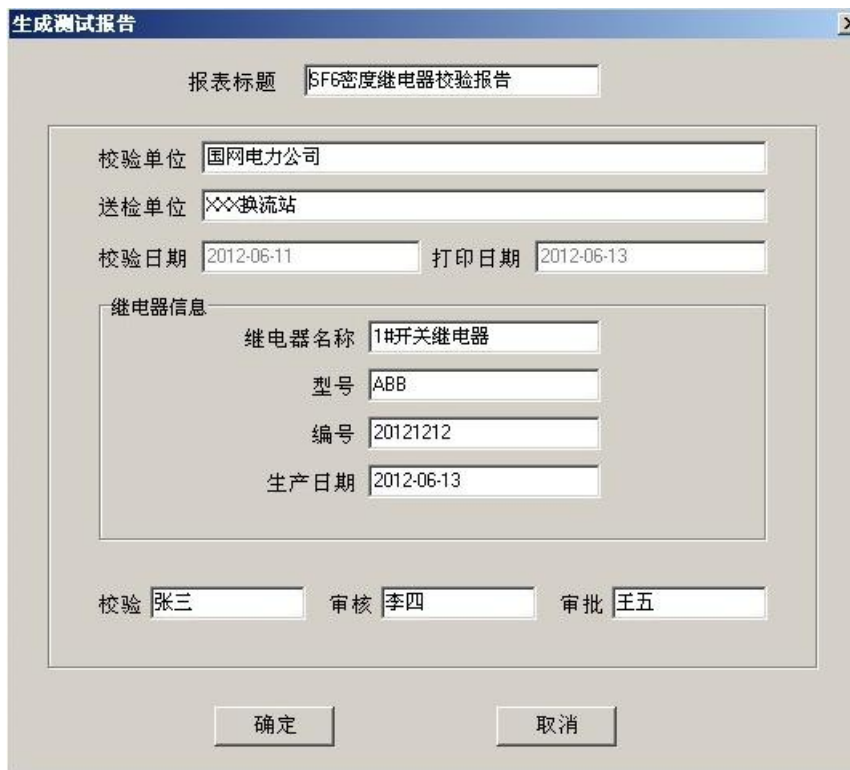 生成测试报告
报表标题 SF6密度继电器校验报告
校验单位 国网电力公司
送检单位 XXX换流站
校验日期 2012-06-11 打印日期 2012-06-13
继电器信息
继电器名称 1#开关继电器
型号 ABB
编号 20121212
生产日期 2012-06-13
校验 张三 审核 李四 审批 王五
确定 取消